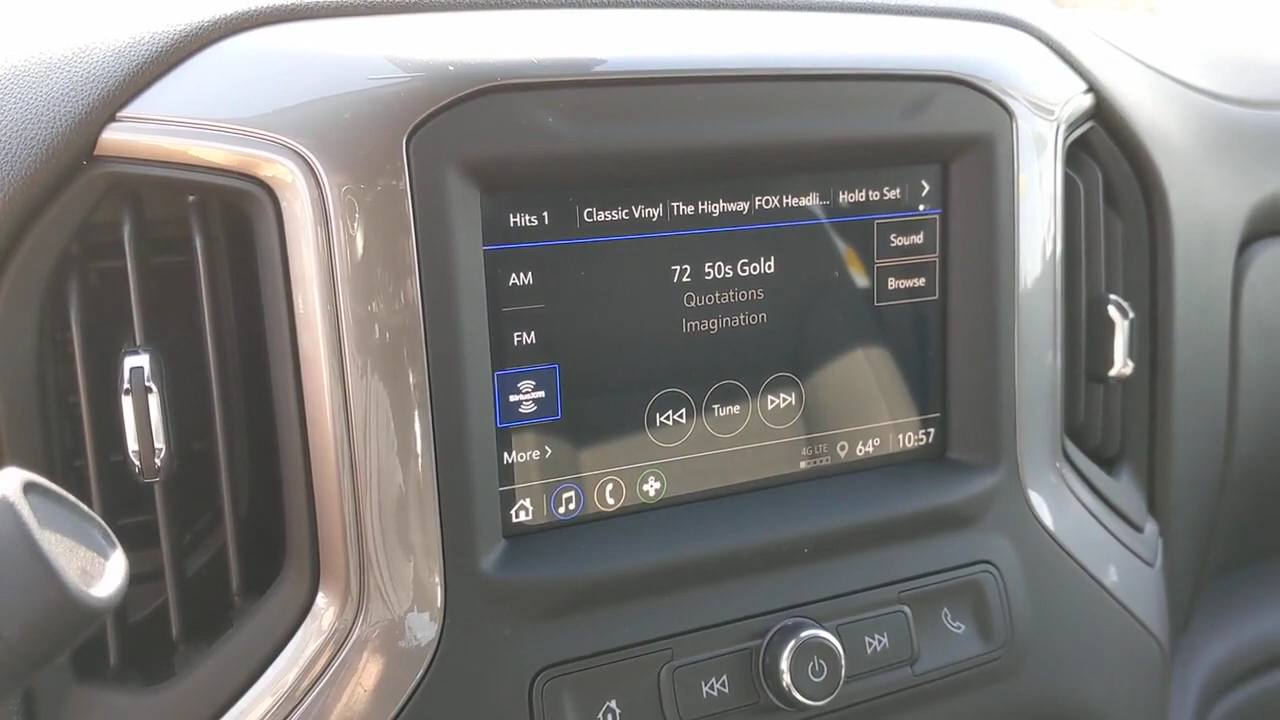 Hits 1 Classic Vinyl The Highway FOX Headli... Hold to Set
AM
72 50s Gold
Sound
Quotations
Browse
Imagination
FM
SiriusXM
Tune
More
4G LTE 64° 10:57